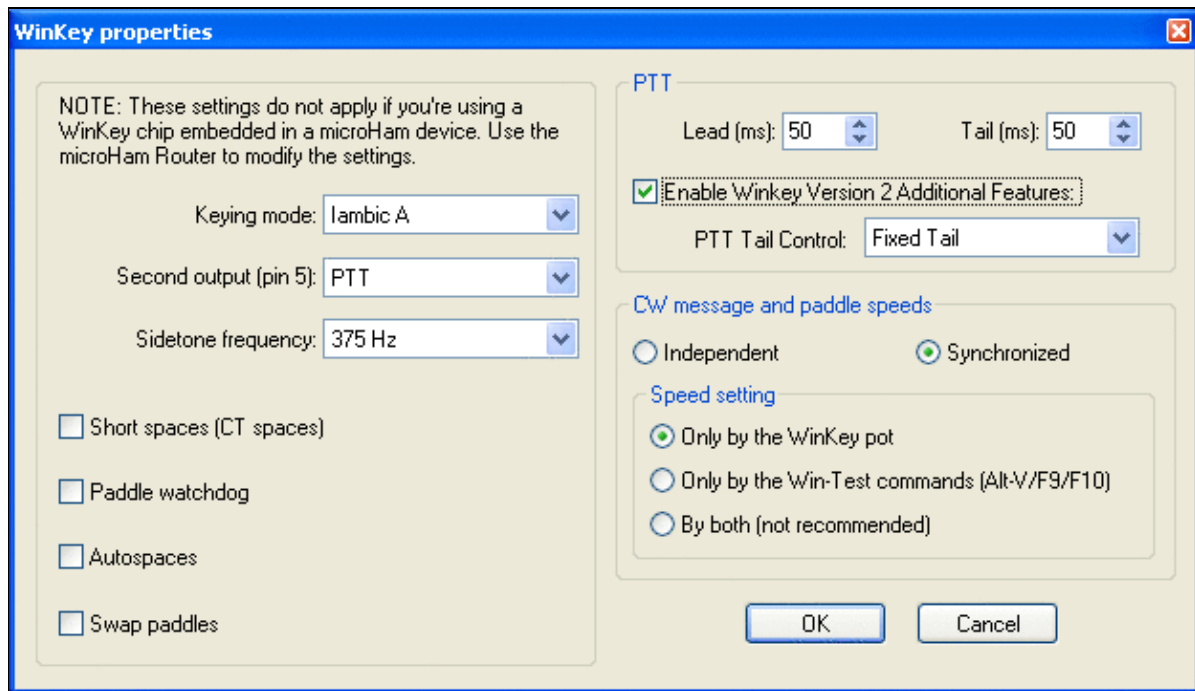 WinKey properties
NOTE: These settings do not apply if you're using a
WinKey chip embedded in a microHam device. Use the
microHam Router to modify the settings.
Keying mode: Iambic A
Second output (pin 5): PTT
Sidetone frequency: 375 Hz
Short spaces (CT spaces)
Paddle watchdog
Autospaces
Swap paddles
PTT
Lead (ms): 50 Tail (ms): 50
Enable Winkey Version 2 Additional Features:
PTT Tail Control: Fixed Tail
CW message and paddle speeds
Independent Synchronized
Speed setting
Only by the WinKey pot
Only by the Win-Test commands (Alt-V/F9/F10)
By both (not recommended)
OK Cancel